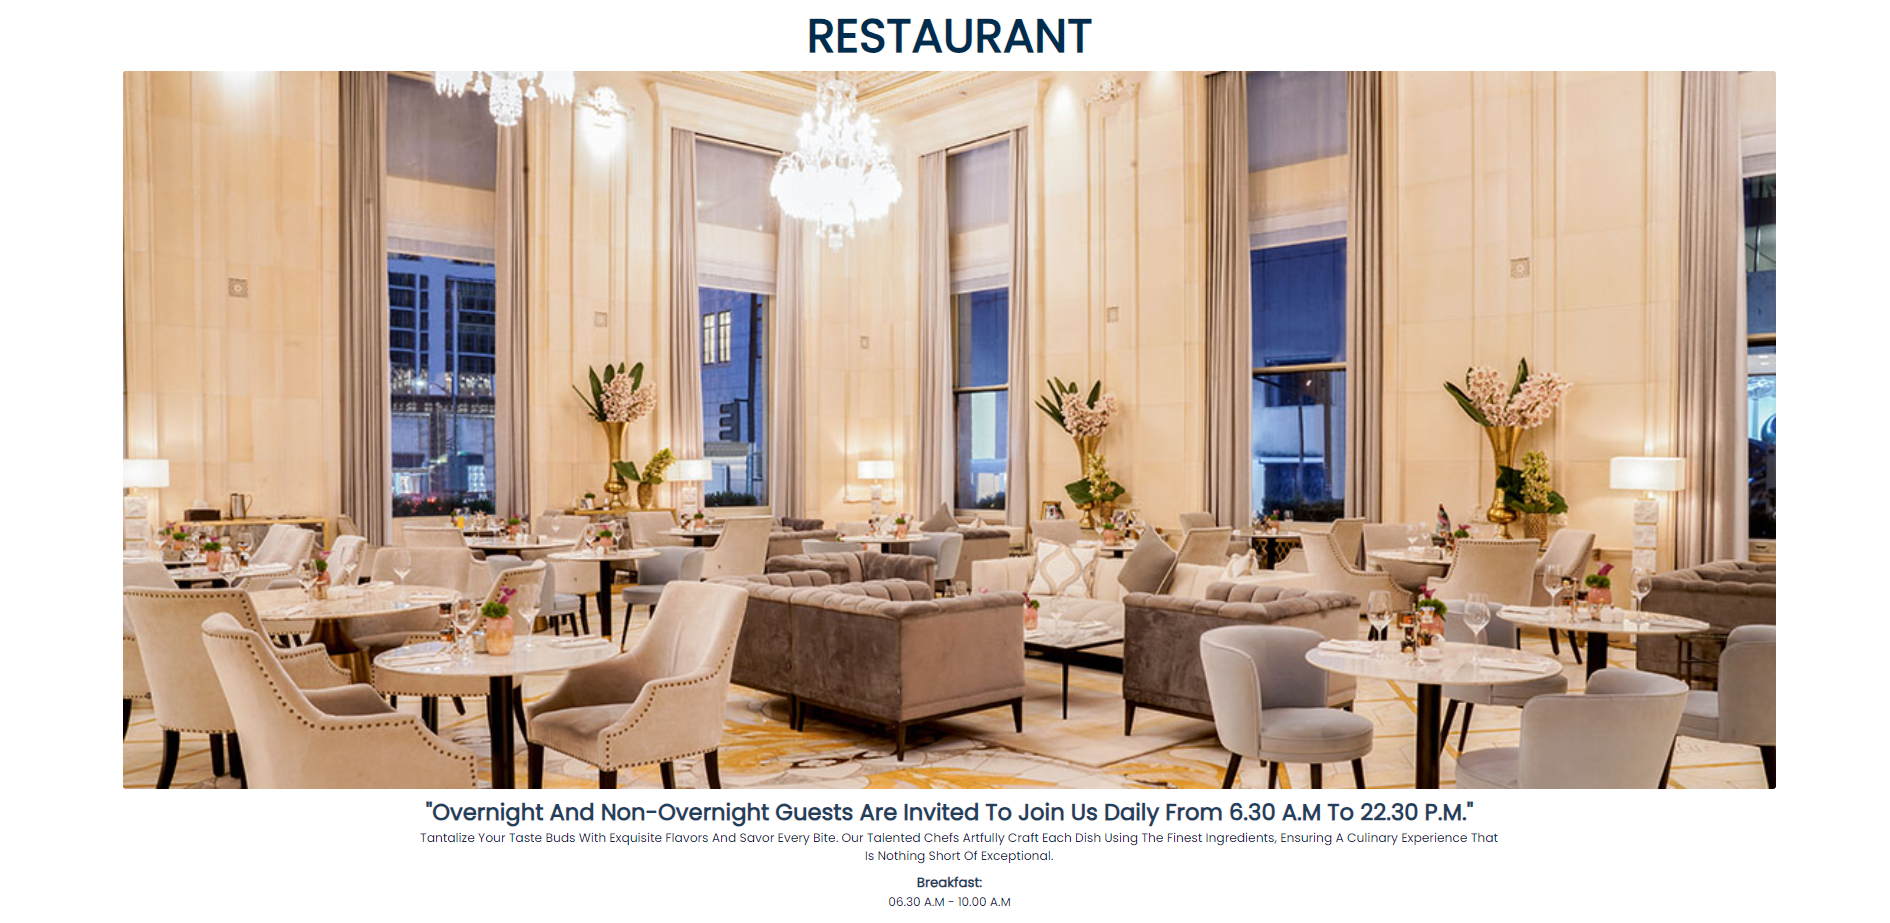 RESTAURANT
"Overnight And Non-Overnight Guests Are Invited To Join Us Daily From 6.30 A.M To 22.30 P.M."
Tantalize Your Taste Buds With Exquisite Flavors And Savor Every Bite. Our Talented Chefs Artfully Craft Each Dish Using The Finest Ingredients, Ensuring A Culinary Experience That
Is Nothing Short Of Exceptional.
Breakfast:
06.30 A.M - 10.00 A.M